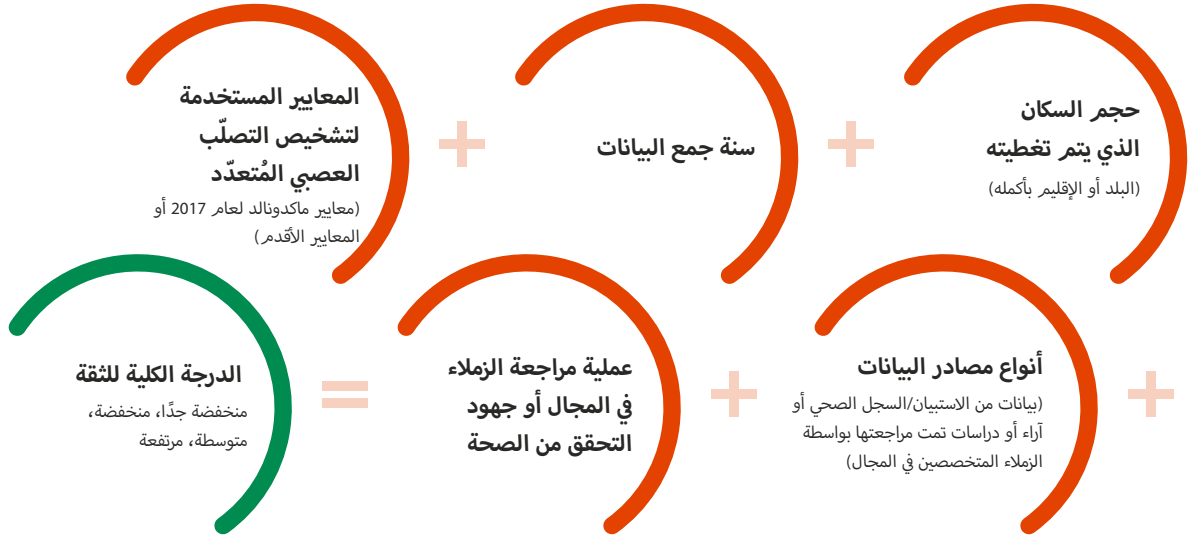 حجم السكان
الذي يتم تغطيته
(البلد أو الإقليم بأكمله)
+
سنة جمع البيانات
+
المعايير المستخدمة
لتشخيص التصلّب
العصبي المُتعدّد
(معايير ماكدونالد لعام 2017 أو
المعايير الأقدم)
+
أنواع مصادر البيانات
(بيانات من الاستبيان/السجل الصحي أو
آراء أو دراسات تمت مراجعتها بواسطة
الزملاء المتخصصين في المجال)
+
عملية مراجعة الزملاء
في المجال أو جهود
التحقق من الصحة
=
الدرجة الكلية للثقة
منخفضة جدًا، منخفضة،
متوسطة، مرتفعة